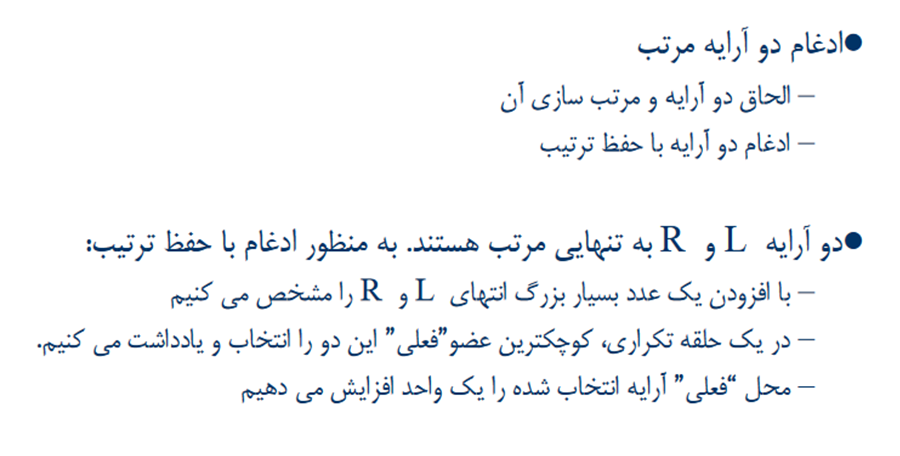 ●ادغام دو آرایه مرتب
– الحاق دو آرایه و مرتب سازی آن
– ادغام دو آرایه با حفظ ترتیب
●دو آرایه L و R به تنهایی مرتب هستند. به منظور ادغام با حفظ ترتیب:
– با افزودن یک عدد بسیار بزرگ انتهای L و R را مشخص می کنیم
– در یک حلقه تکراری، کوچکترین عضو”فعلی” این دو را انتخاب و یادداشت می کنیم.
– محل “فعلی” آرایه انتخاب شده را یک واحد افزایش می دهیم